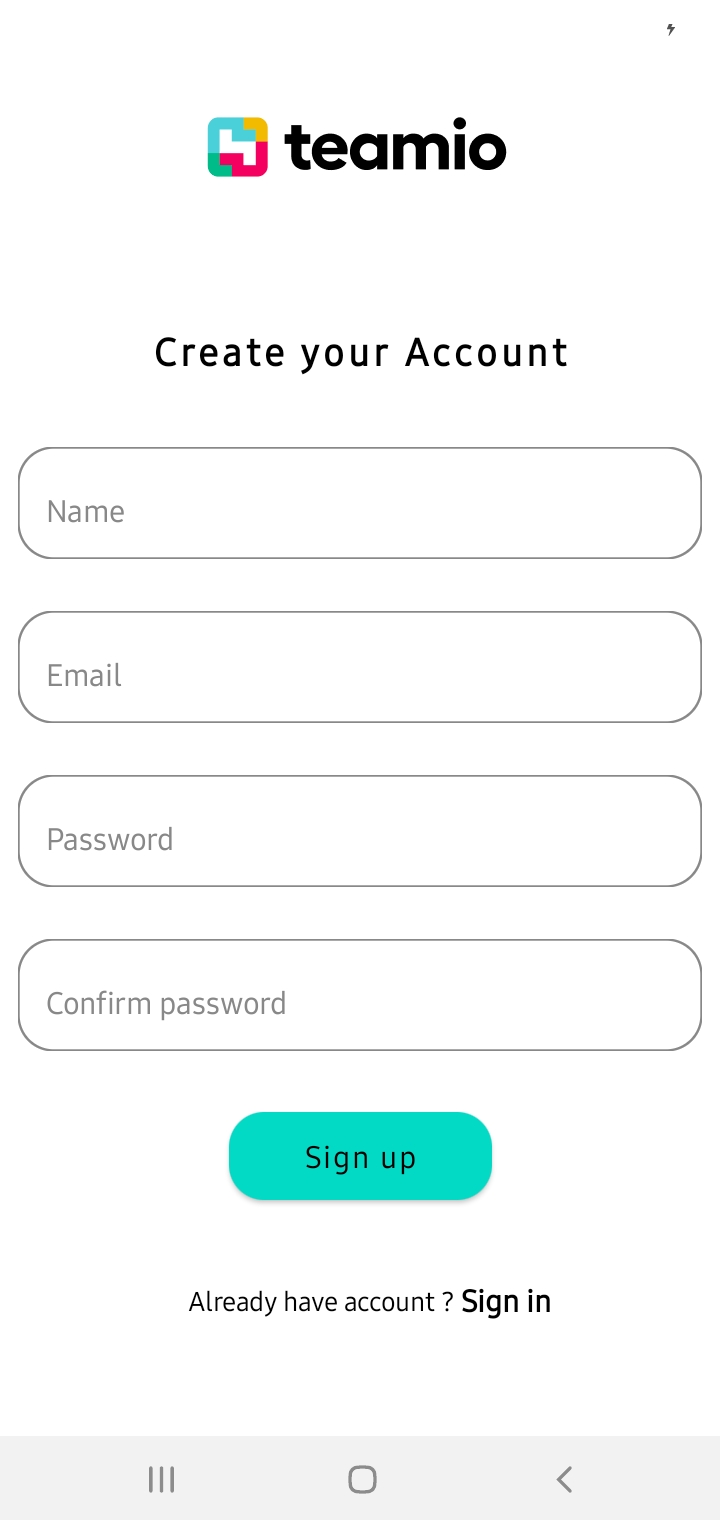 teamio
Create your Account
Name
Email
Password
Confirm password
Sign up
Already have account ? Sign in